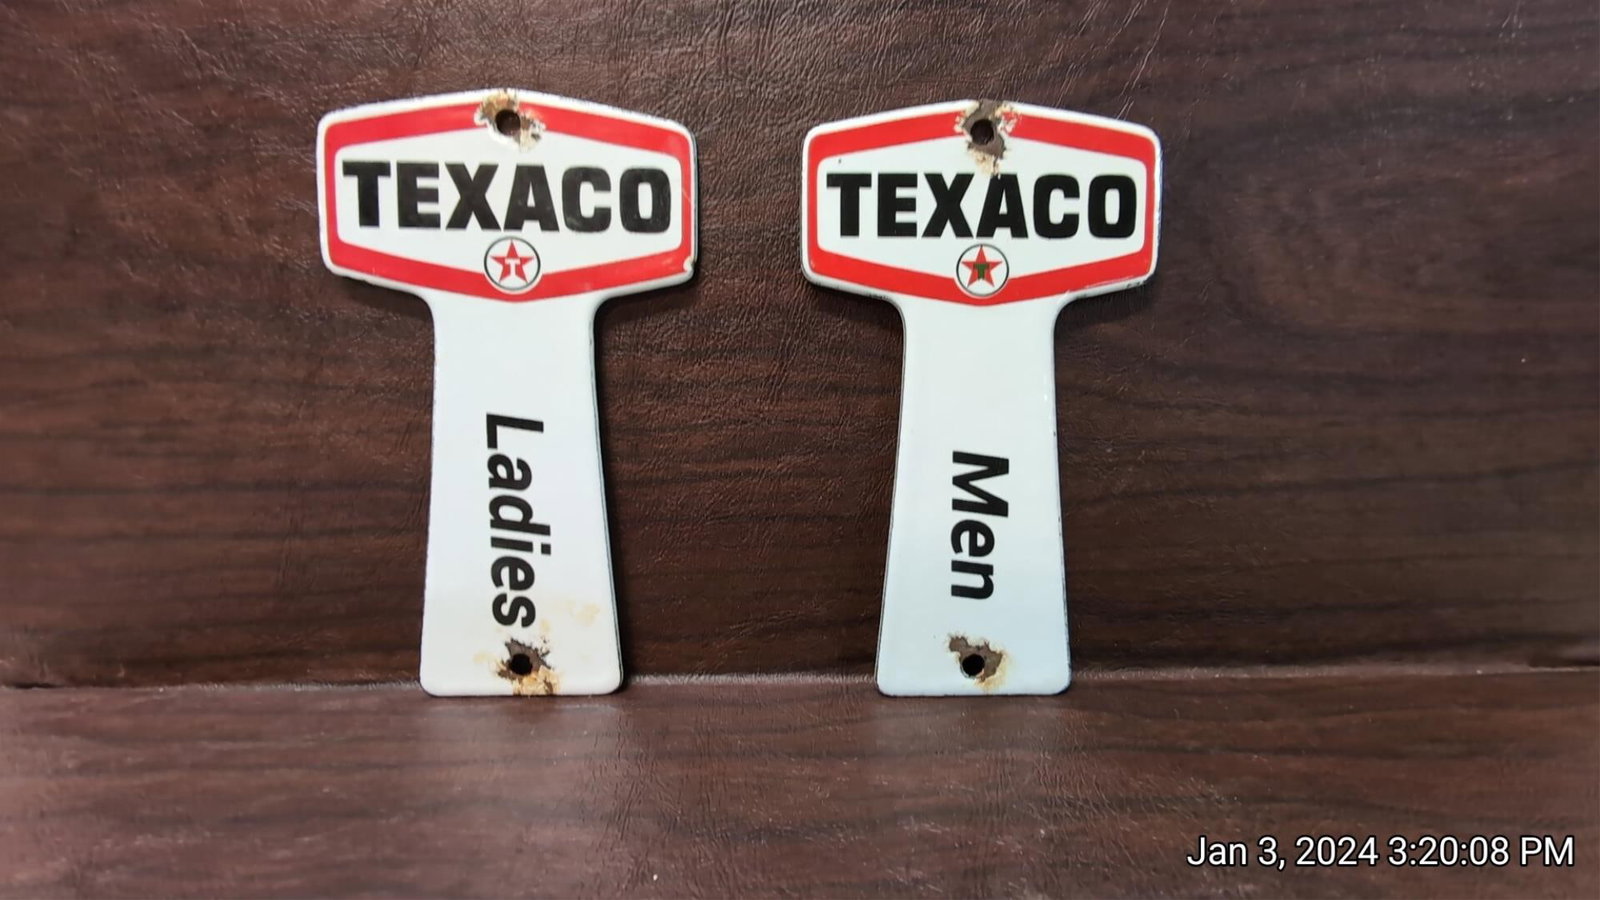 TEXACO
T
Ladies
TEXACO
T
Men
Jan 3, 2024 3:20:08 PM